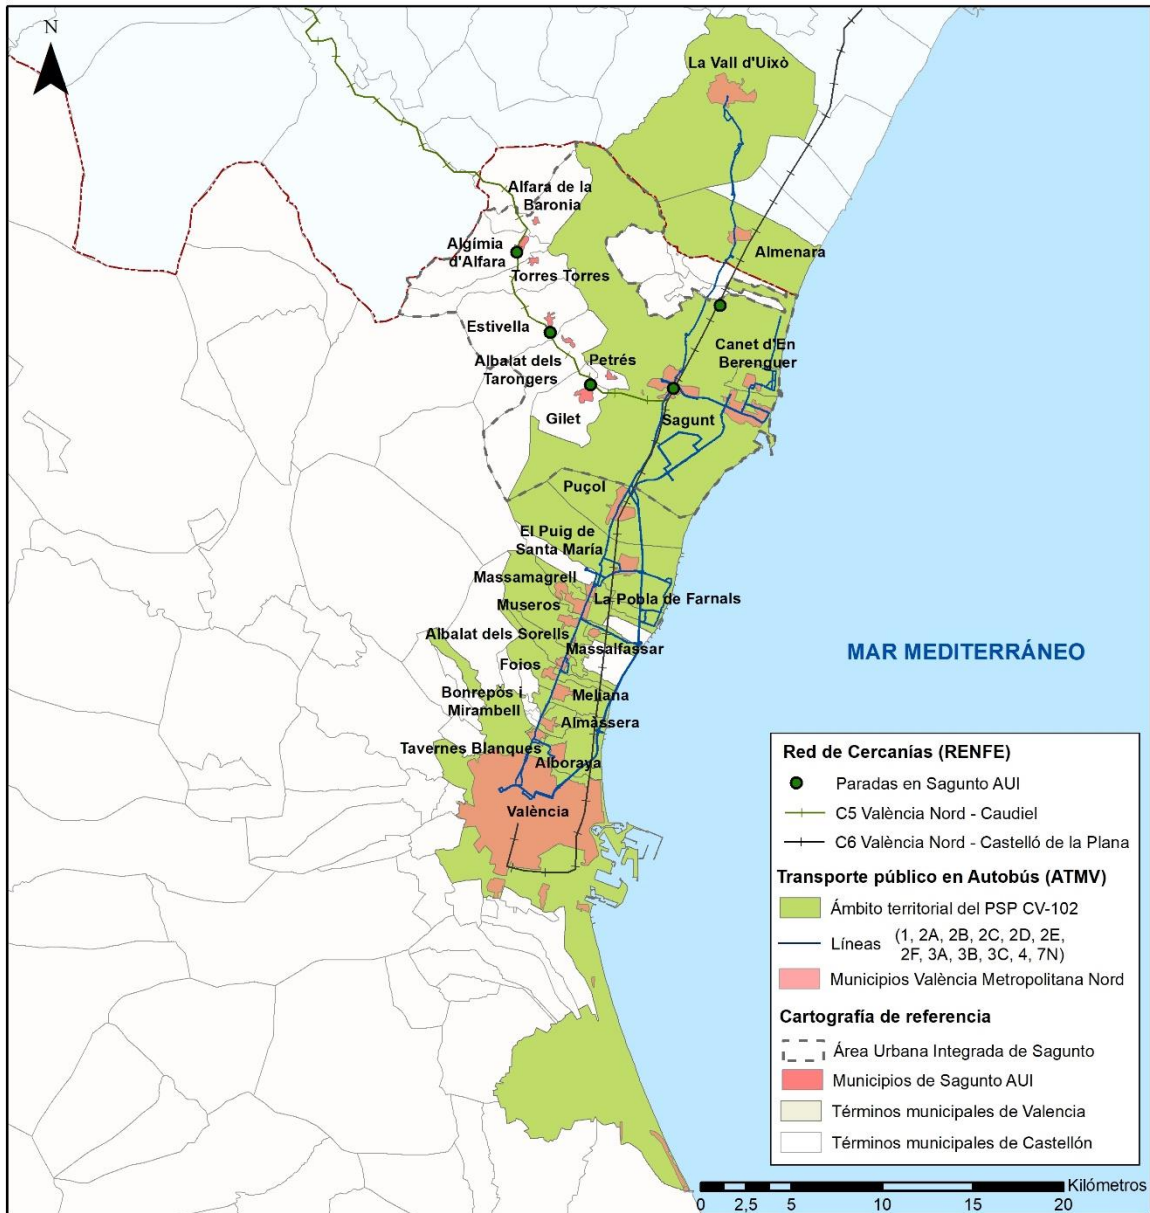 N
La Vall d'Uixò
Alfara de la
Baronia
Algímia
d'Alfara
Almenara
Torres Torres
Estivella
Canet d'En
Berenguer
Albalat dels
Tarongers
Petrés
Gilet
Sagunt
Puçol
El Puig de
Santa María
Massamagrell
La Pobla de Farnals
Museros
Albalat dels Sorells
Massalfassar
Foios
Bonrepòs i
Mirambell
Meliana
Almàssera
Tavernes Blanques
Alboraya
València
MAR MEDITERRÁNEO
Red de Cercanías (RENFE)
Paradas en Sagunto AUI
C5 València Nord - Caudiel
C6 València Nord - Castelló de la Plana
Transporte público en Autobús (ATMV)
Ámbito territorial del PSP CV-102
Líneas (1, 2A, 2B, 2C, 2D, 2E,
2F, 3A, 3B, 3C, 4, 7N)
Municipios València Metropolitana Nord
Cartografía de referencia
Área Urbana Integrada de Sagunto
Municipios de Sagunto AUI
Términos municipales de Valencia
Términos municipales de Castellón
Kilómetros
0 2,5 5 10 15 20